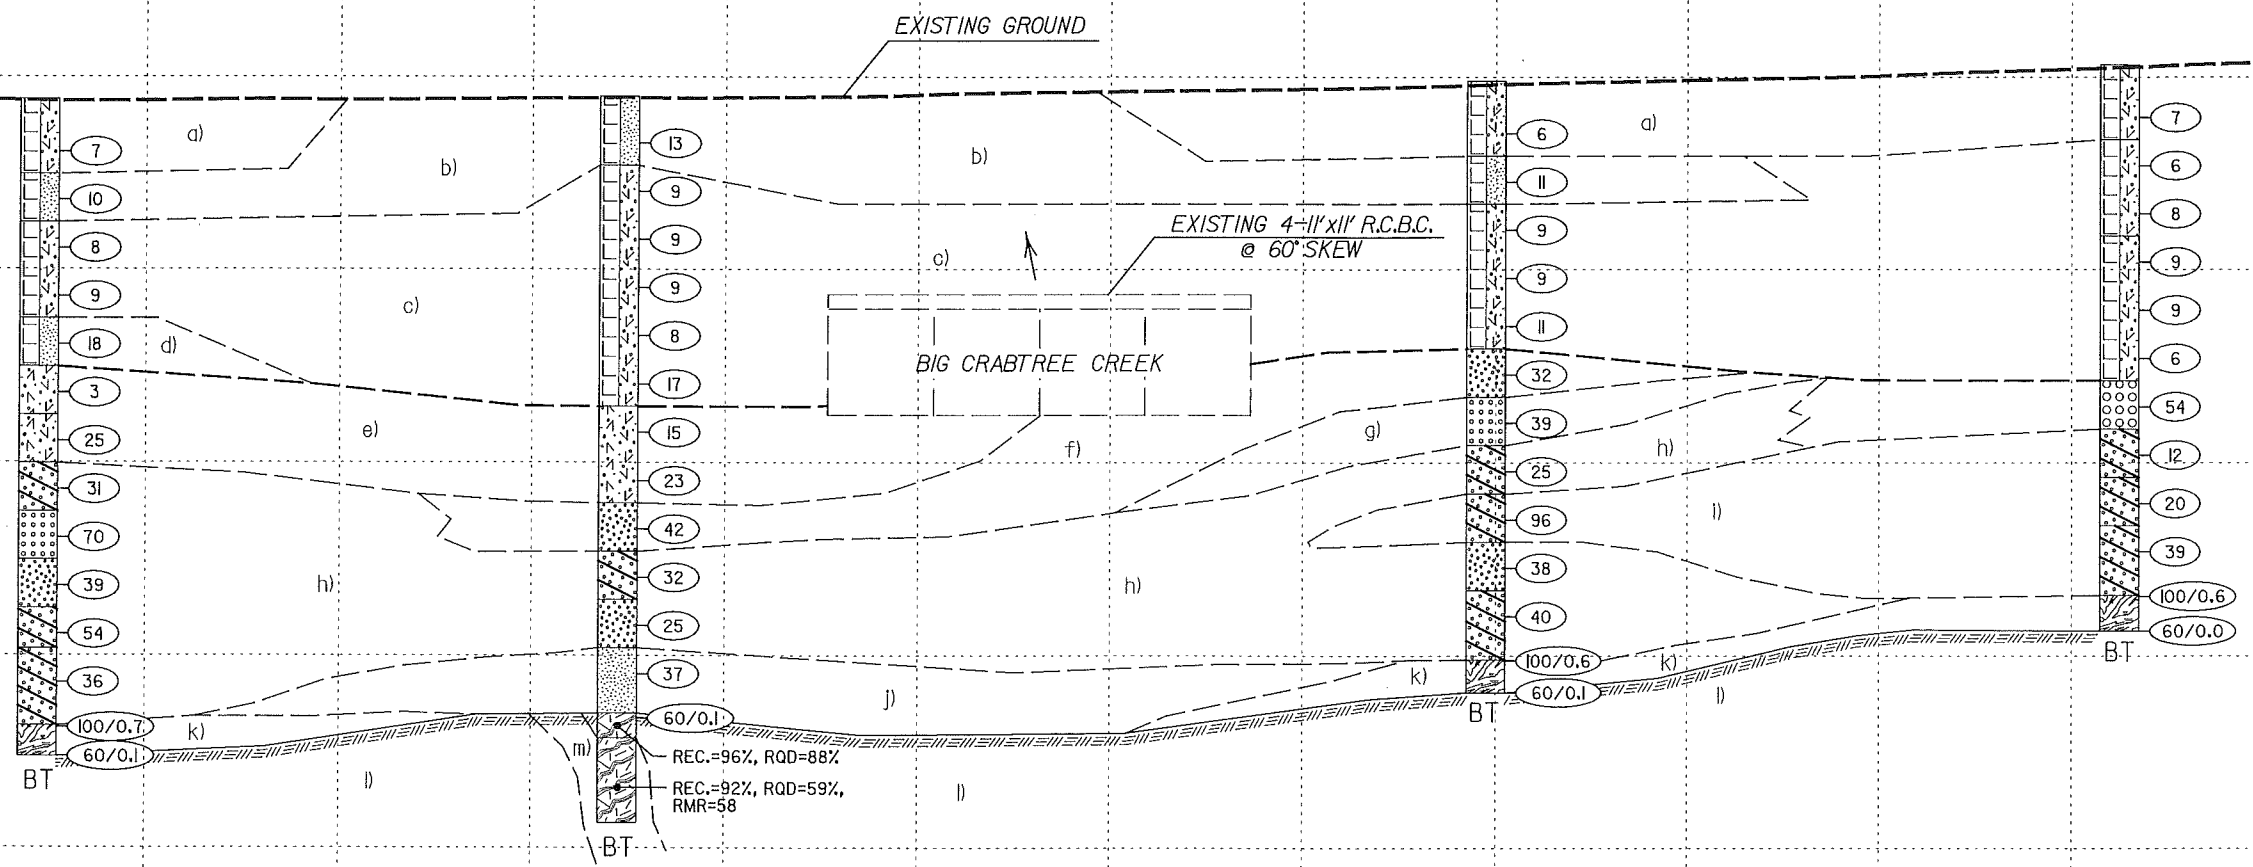 EXISTING GROUND
a)
b)
b)
a)
7
10
8
9
18
3
25
31
70
39
54
36
100/0.7
60/0.1
BT
13
9
9
9
8
17
15
23
42
32
25
37
60/0.1
REC.=96%, RQD=88%
REC.=92%, RQD=59%,
RMR=58
BT
EXISTING 4-11'x11' R.C.B.C.
@ 60° SKEW
BIG CRABTREE CREEK
c)
c)
d)
e)
f)
g)
h)
h)
h)
i)
j)
k)
k)
k)
l)
l)
l)
m)
6
11
9
9
11
32
39
25
96
38
40
100/0.6
60/0.1
BT
7
6
8
9
9
6
54
12
20
39
100/0.6
60/0.0
BT